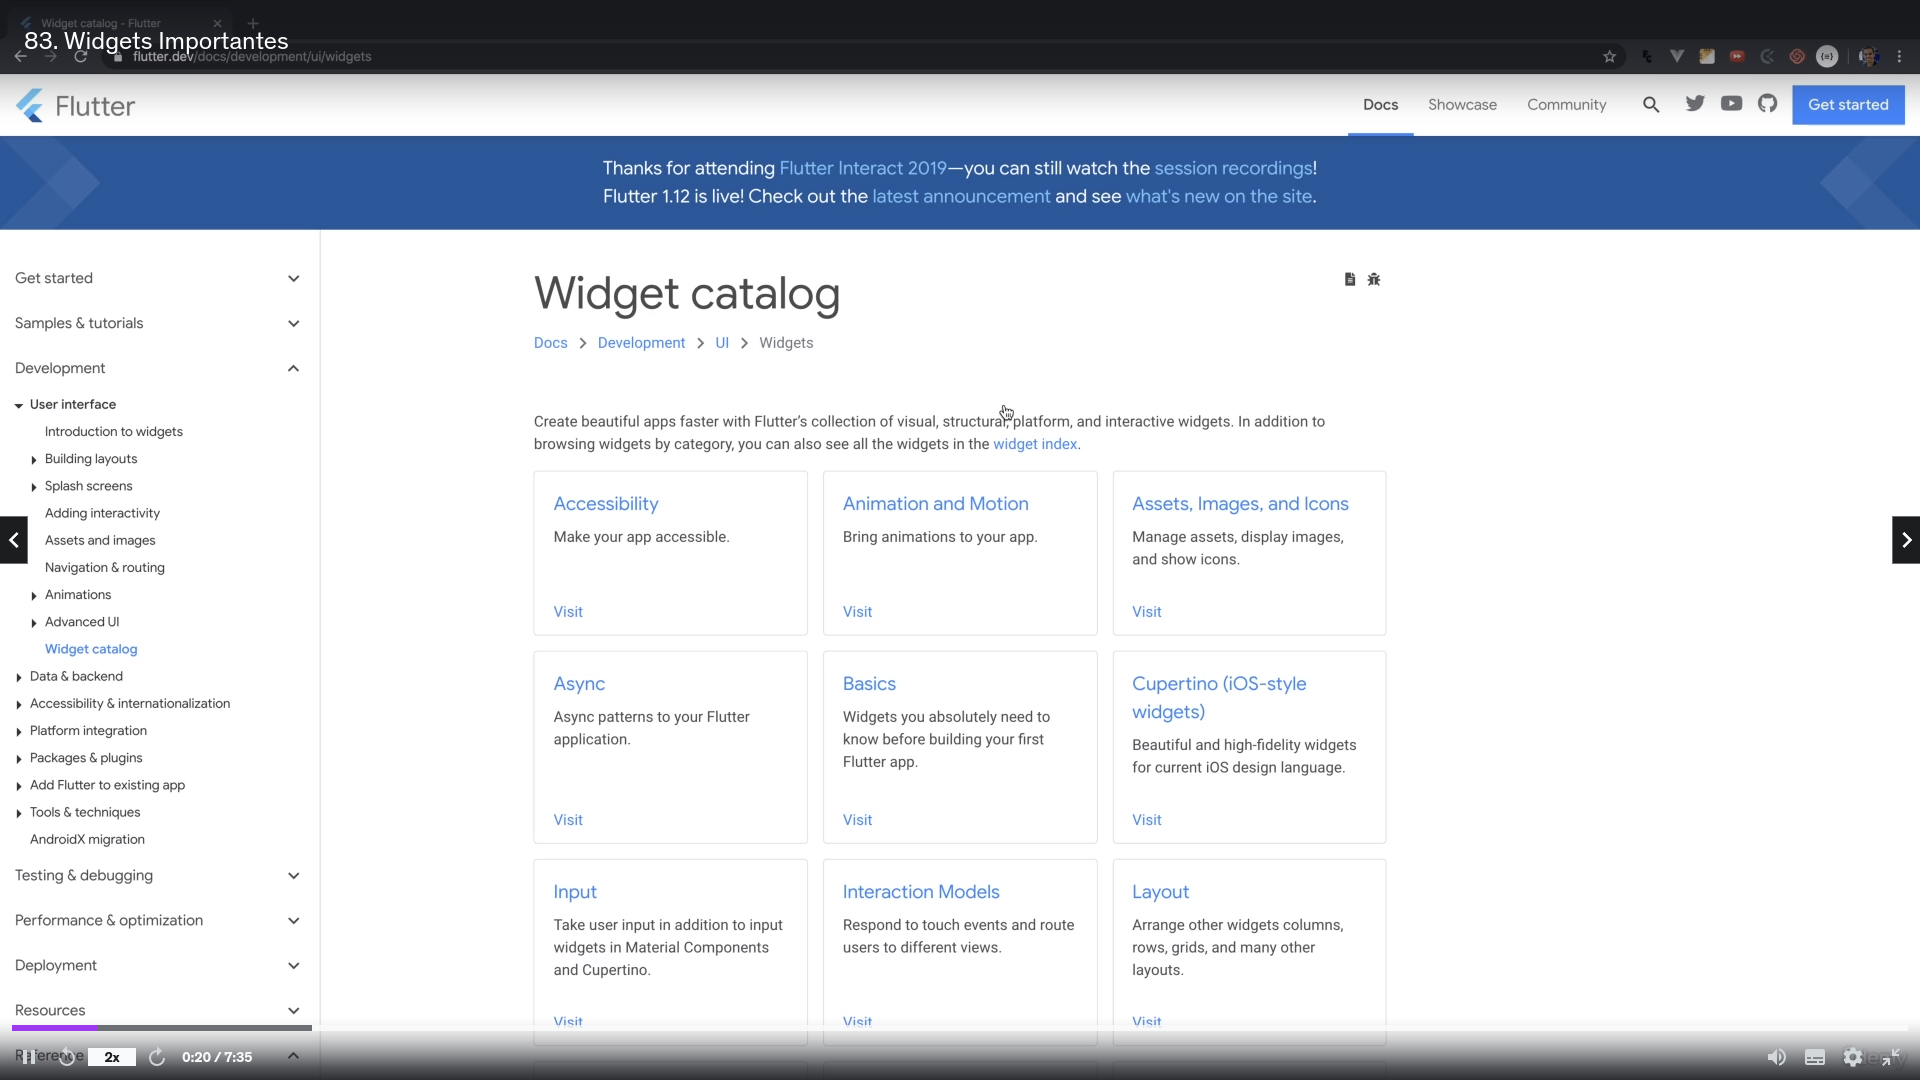 Widget catalog - Flutter
83. Widgets Importantes
flutter.dev/docs/development/ui/widgets
Flutter
Docs
Showcase
Community
Get started
Thanks for attending Flutter Interact 2019—you can still watch the session recordings!
Flutter 1.12 is live! Check out the latest announcement and see what's new on the site.
Get started
Samples & tutorials
Development
User interface
Introduction to widgets
Building layouts
Splash screens
Adding interactivity
Assets and images
Navigation & routing
Animations
Advanced UI
Widget catalog
Data & backend
Accessibility & internationalization
Platform integration
Packages & plugins
Add Flutter to existing app
Tools & techniques
AndroidX migration
Testing & debugging
Performance & optimization
Deployment
Resources
Reference
Widget catalog
Docs > Development > UI > Widgets
Create beautiful apps faster with Flutter's collection of visual, structural, platform, and interactive widgets. In addition to
browsing widgets by category, you can also see all the widgets in the widget index.
Accessibility
Make your app accessible.
Visit
Animation and Motion
Bring animations to your app.
Visit
Assets, Images, and Icons
Manage assets, display images,
and show icons.
Visit
Async
Async patterns to your Flutter
application.
Visit
Basics
Widgets you absolutely need to
know before building your first
Flutter app.
Visit
Cupertino (iOS-style
widgets)
Beautiful and high-fidelity widgets
for current iOS design language.
Visit
Input
Take user input in addition to input
widgets in Material Components
and Cupertino.
Visit
Interaction Models
Respond to touch events and route
users to different views.
Visit
Layout
Arrange other widgets columns,
rows, grids, and many other
layouts.
Visit
2x
0:20 / 7:35